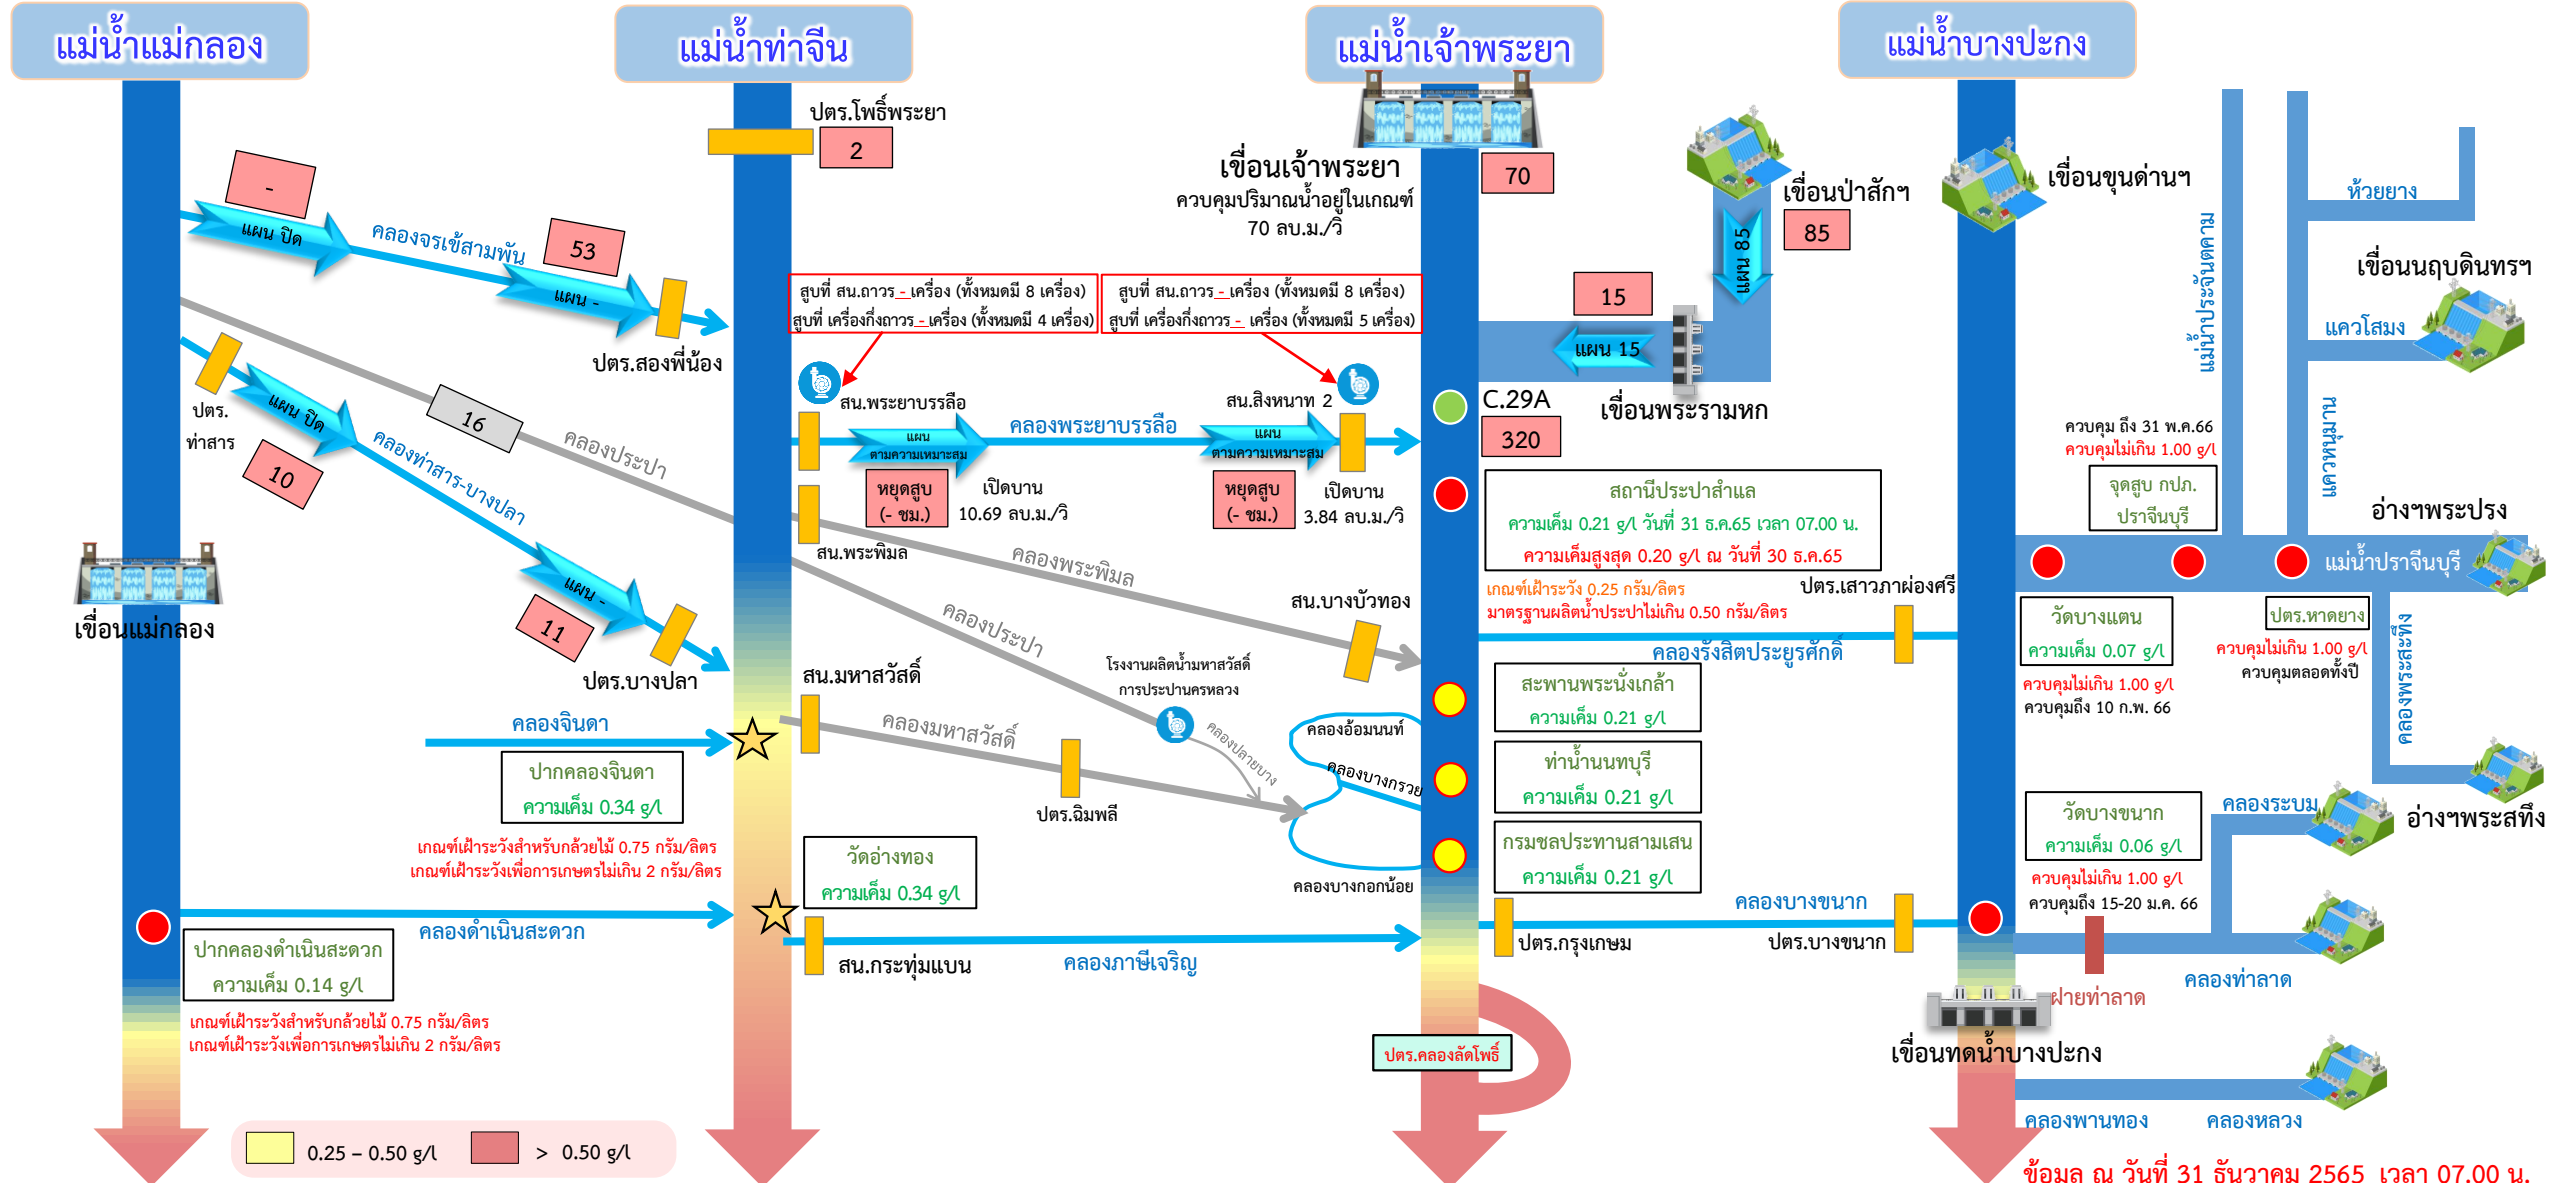 แม่น้ำแม่กลอง
แม่น้ำท่าจีน
แม่น้ำเจ้าพระยา
แม่น้ำบางปะกง
ปตร.โพธิ์พระยา
2
-
แผน ปิด
คลองจรเข้สามพัน
53
แผน -
ปตร.สองพี่น้อง
ปตร.
ท่าสาร
แผน ปิด
10
คลองท่าสาร-บางปลา
16
คลองประปา
แผน -
11
ปตร.บางปลา
เขื่อนแม่กลอง
คลองจินดา
ปากคลองจินดา
ความเค็ม 0.34 g/l
เกณฑ์เฝ้าระวังสำหรับกล้วยไม้ 0.75 กรัม/ลิตร
เกณฑ์เฝ้าระวังเพื่อการเกษตรไม่เกิน 2 กรัม/ลิตร
คลองดำเนินสะดวก
ปากคลองดำเนินสะดวก
ความเค็ม 0.14 g/l
เกณฑ์เฝ้าระวังสำหรับกล้วยไม้ 0.75 กรัม/ลิตร
เกณฑ์เฝ้าระวังเพื่อการเกษตรไม่เกิน 2 กรัม/ลิตร
0.25 – 0.50 g/l
> 0.50 g/l
เขื่อนเจ้าพระยา
ควบคุมปริมาณน้ำอยู่ในเกณฑ์
70 ลบ.ม./วิ
70
สูบที่ สน.ถาวร - เครื่อง (ทั้งหมดมี 8 เครื่อง)
สูบที่ เครื่องกึ่งถาวร - เครื่อง (ทั้งหมดมี 4 เครื่อง)
สูบที่ สน.ถาวร - เครื่อง (ทั้งหมดมี 8 เครื่อง)
สูบที่ เครื่องกึ่งถาวร - เครื่อง (ทั้งหมดมี 5 เครื่อง)
สน.พระยาบรรลือ
แผน
ตามความเหมาะสม
หยุดสูบ
(- ชม.)
เปิดบาน
10.69 ลบ.ม./วิ
คลองพระยาบรรลือ
สน.สิงหนาท 2
แผน
ตามความเหมาะสม
หยุดสูบ
(- ชม.)
เปิดบาน
3.84 ลบ.ม./วิ
สน.พระพิมล
คลองพระพิมล
สน.บางบัวทอง
คลองประปา
โรงงานผลิตน้ำมหาสวัสดิ์
การประปานครหลวง
คลองปลายบาง
สน.มหาสวัสดิ์
คลองมหาสวัสดิ์
ปตร.ฉิมพลี
คลองอ้อมนนท์
คลองบางกรวย
คลองบางกอกน้อย
วัดอ่างทอง
ความเค็ม 0.34 g/l
สน.กระทุ่มแบน
คลองภาษีเจริญ
เขื่อนป่าสักฯ
85
แผน 85
15
แผน 15
เขื่อนพระรามหก
C.29A
320
สถานีประปาสำแล
ความเค็ม 0.21 g/l วันที่ 31 ธ.ค.65 เวลา 07.00 น.
ความเค็มสูงสุด 0.20 g/l ณ วันที่ 30 ธ.ค.65
เกณฑ์เฝ้าระวัง 0.25 กรัม/ลิตร
มาตรฐานผลิตน้ำประปาไม่เกิน 0.50 กรัม/ลิตร
ปตร.เสาวภาผ่องศรี
คลองรังสิตประยูรศักดิ์
สะพานพระนั่งเกล้า
ความเค็ม 0.21 g/l
ท่าน้ำนนทบุรี
ความเค็ม 0.21 g/l
กรมชลประทานสามเสน
ความเค็ม 0.21 g/l
คลองบางขนาก
ปตร.กรุงเกษม
ปตร.บางขนาก
ปตร.คลองลัดโพธิ์
เขื่อนขุนด่านฯ
แม่น้ำประจันตคาม
ห้วยยาง
เขื่อนนฤบดินทรฯ
แควโสมง
แควหนุมาน
ควบคุม ถึง 31 พ.ค.66
ควบคุมไม่เกิน 1.00 g/l
จุดสูบ กปภ.
ปราจีนบุรี
อ่างฯพระปรง
แม่น้ำปราจีนบุรี
วัดบางแตน
ความเค็ม 0.07 g/l
ควบคุมไม่เกิน 1.00 g/l
ควบคุมถึง 10 ก.พ. 66
ปตร.หาดยาง
ควบคุมไม่เกิน 1.00 g/l
ควบคุมตลอดทั้งปี
คลองพระสะทึง
อ่างฯพระสทึง
วัดบางขนาก
ความเค็ม 0.06 g/l
ควบคุมไม่เกิน 1.00 g/l
ควบคุมถึง 15-20 ม.ค. 66
คลองระบม
ฝายท่าลาด
คลองท่าลาด
เขื่อนทดน้ำบางปะกง
คลองพานทอง
คลองหลวง
ข้อมูล ณ วันที่ 31 ธันวาคม 2565 เวลา 07.00 น.